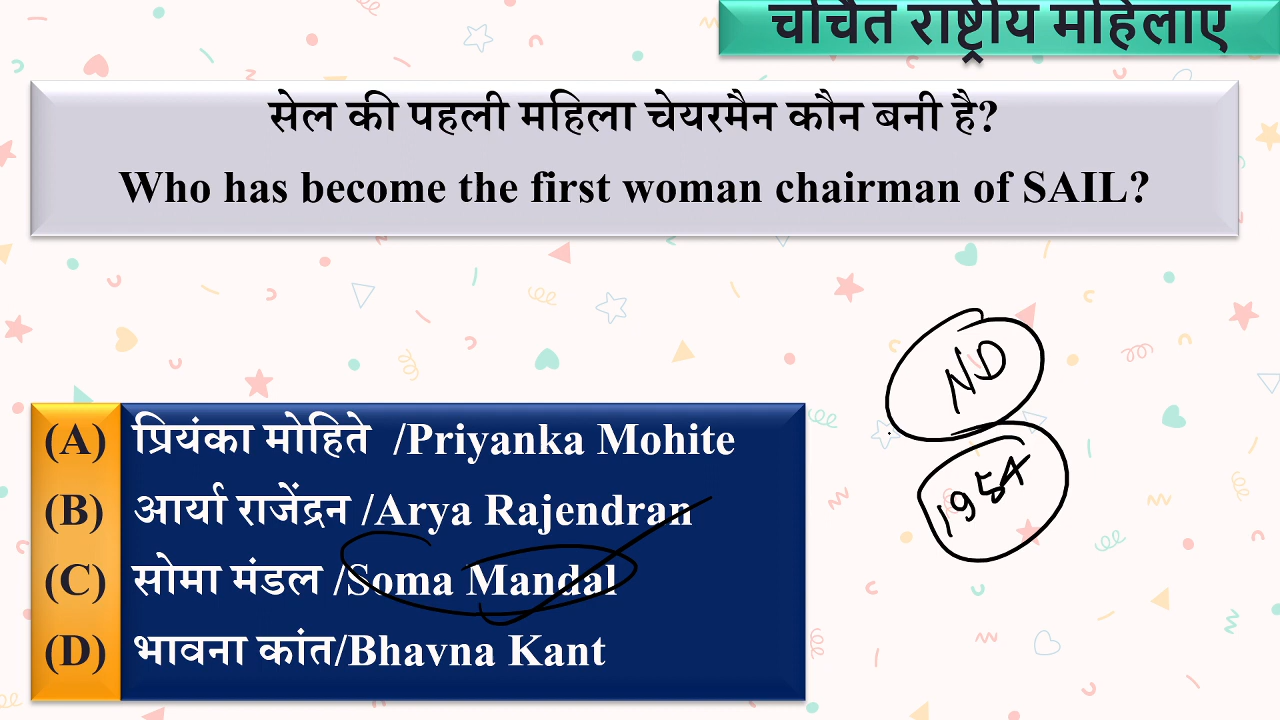 चर्चित राष्ट्रीय महिलाए
सेल की पहली महिला चेयरमैन कौन बनी है?
Who has become the first woman chairman of SAIL?
(A) प्रियंका मोहिते /Priyanka Mohite
(B) आर्या राजेंद्रन /Arya Rajendran
(C) सोमा मंडल /Soma Mandal
(D) भावना कांत/Bhavna Kant
ND
1954